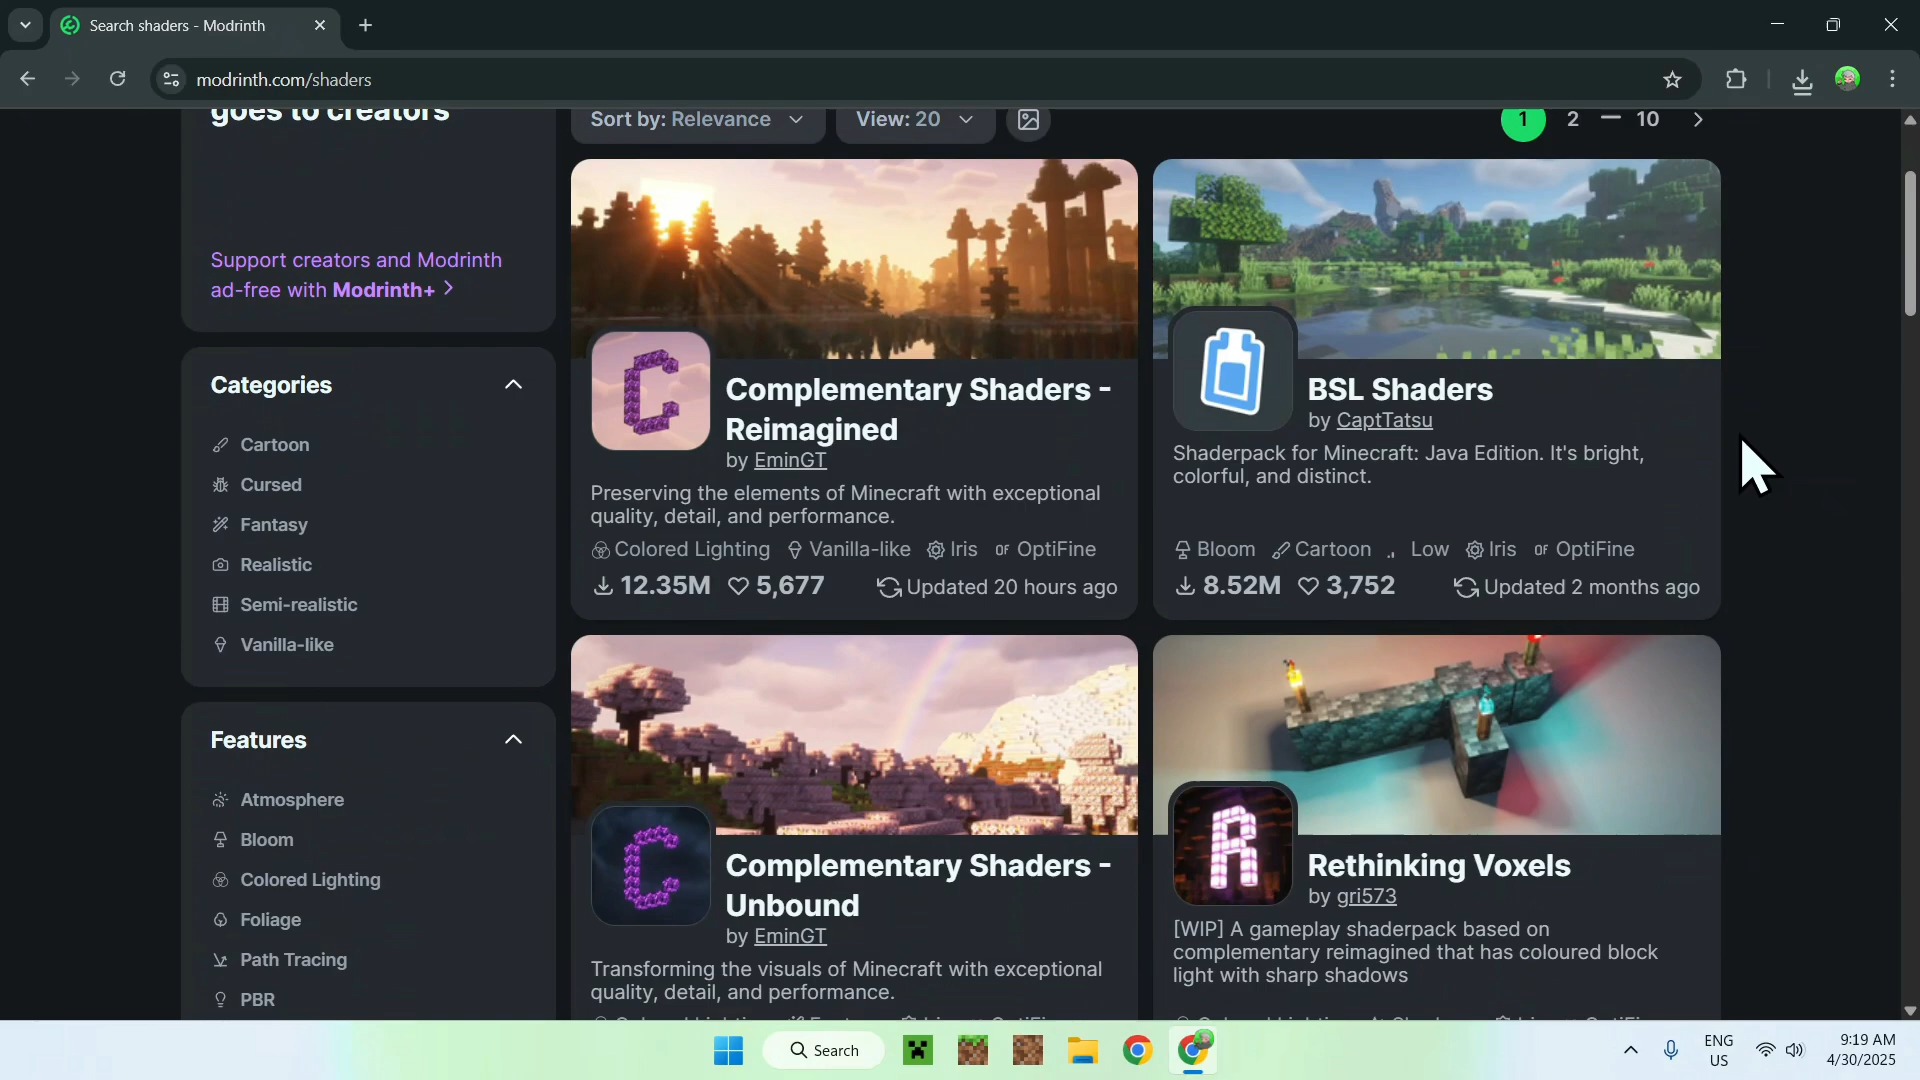 Search shaders - Modrinth
modrinth.com/shaders
goes to creators
Sort by: Relevance
View: 20
1
2
10
Support creators and Modrinth
ad-free with Modrinth+
Categories
Cartoon
Cursed
Fantasy
Realistic
Semi-realistic
Vanilla-like
Features
Atmosphere
Bloom
Colored Lighting
Foliage
Path Tracing
PBR
Complementary Shaders -
Reimagined
by EminGT
Preserving the elements of Minecraft with exceptional
quality, detail, and performance.
Colored Lighting Vanilla-like Iris OF OptiFine
12.35M 5,677 Updated 20 hours ago
BSL Shaders
by CaptTatsu
Shaderpack for Minecraft: Java Edition. It's bright,
colorful, and distinct.
Bloom Cartoon Low Iris OF OptiFine
8.52M 3,752 Updated 2 months ago
Complementary Shaders -
Unbound
by EminGT
Transforming the visuals of Minecraft with exceptional
quality, detail, and performance.
Rethinking Voxels
by gri573
[WIP] A gameplay shaderpack based on
complementary reimagined that has coloured block
light with sharp shadows
Search
ENG
US
9:19 AM
4/30/2025